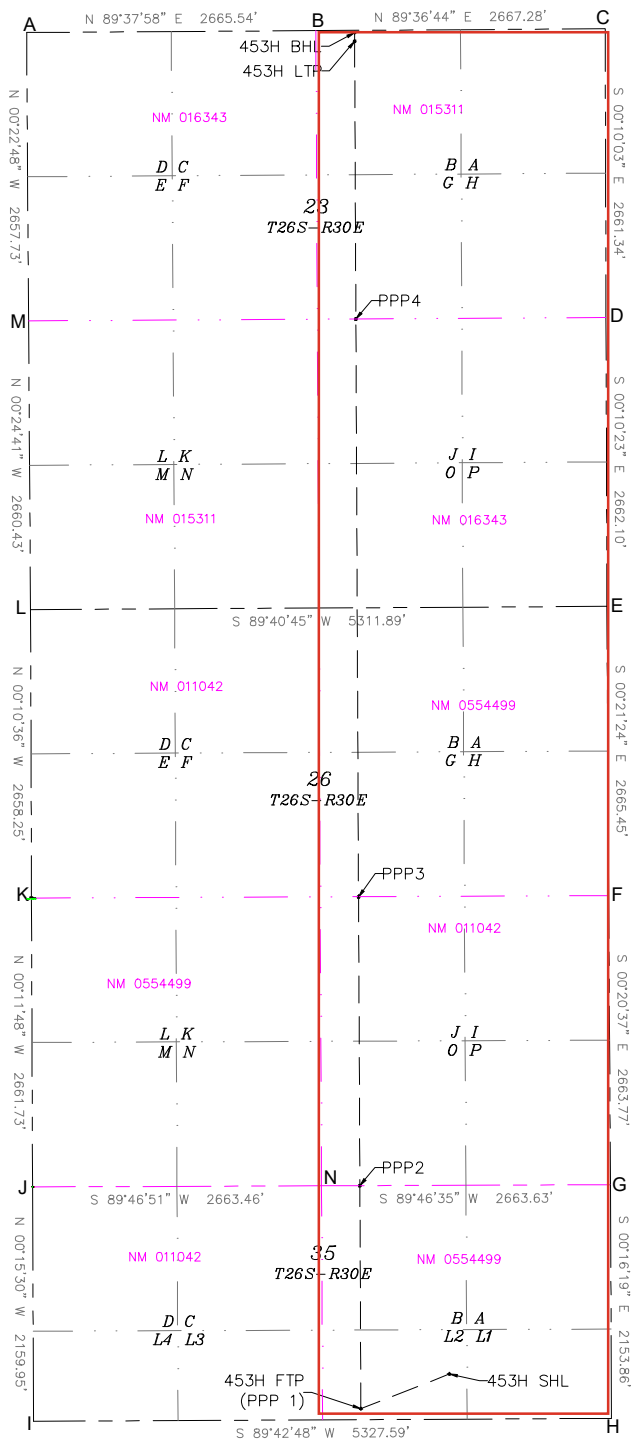 N 89°37'58" E 2665.54'
N 89°36'44" E 2667.28'
A
B
C
453H BHL
453H LTP
N 00°22'48" W 2657.73'
S 00°10'03" E 2661.34'
NM 016343
NM 015311
D C
E F
B A
G H
23
T26S-R30E
PPP4
M
D
N 00°24'41" W 2660.43'
S 00°10'23" E 2662.10'
L K
M N
J I
O P
NM 015311
NM 016343
L
E
S 89°40'45" W 5311.89'
N 00°10'36" W 2658.25'
S 00°21'24" E 2665.45'
NM 011042
NM 0554499
D C
E F
B A
G H
26
T26S-R30E
PPP3
K
F
NM 011042
NM 0554499
N 00°11'48" W 2661.73'
S 00°20'37" E 2663.77'
L K
M N
J I
O P
PPP2
J
N
G
S 89°46'51" W 2663.46'
S 89°46'35" W 2663.63'
N 00°15'30" W 2159.95'
S 00°16'19" E 2153.86'
35
T26S-R30E
NM 011042
NM 0554499
D C
L4 L3
B A
L2 L1
453H FTP
(PPP 1)
453H SHL
I
H
S 89°42'48" W 5327.59'